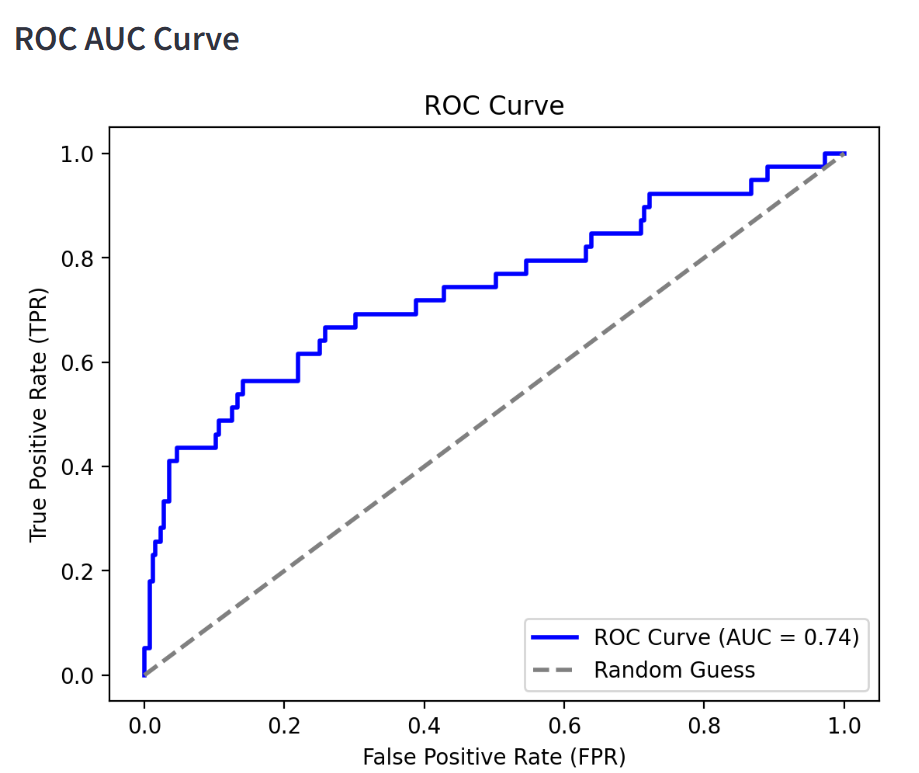 ROC AUC Curve
ROC Curve
1.0
0.8
0.6
0.4
0.2
0.0
True Positive Rate (TPR)
ROC Curve (AUC = 0.74)
Random Guess
0.0 0.2 0.4 0.6 0.8 1.0
False Positive Rate (FPR)